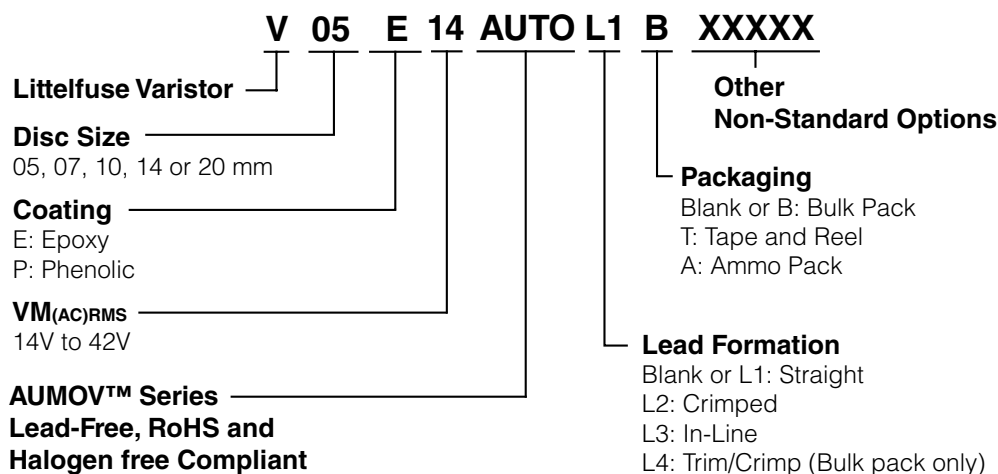 V 05 E 14 AUTO L1 B XXXXX
Littelfuse Varistor
Disc Size
05, 07, 10, 14 or 20 mm
Coating
E: Epoxy
P: Phenolic
VM(AC)RMS
14V to 42V
AUMOV™ Series
Lead-Free, RoHS and
Halogen free Compliant
Other
Non-Standard Options
Packaging
Blank or B: Bulk Pack
T: Tape and Reel
A: Ammo Pack
Lead Formation
Blank or L1: Straight
L2: Crimped
L3: In-Line
L4: Trim/Crimp (Bulk pack only)